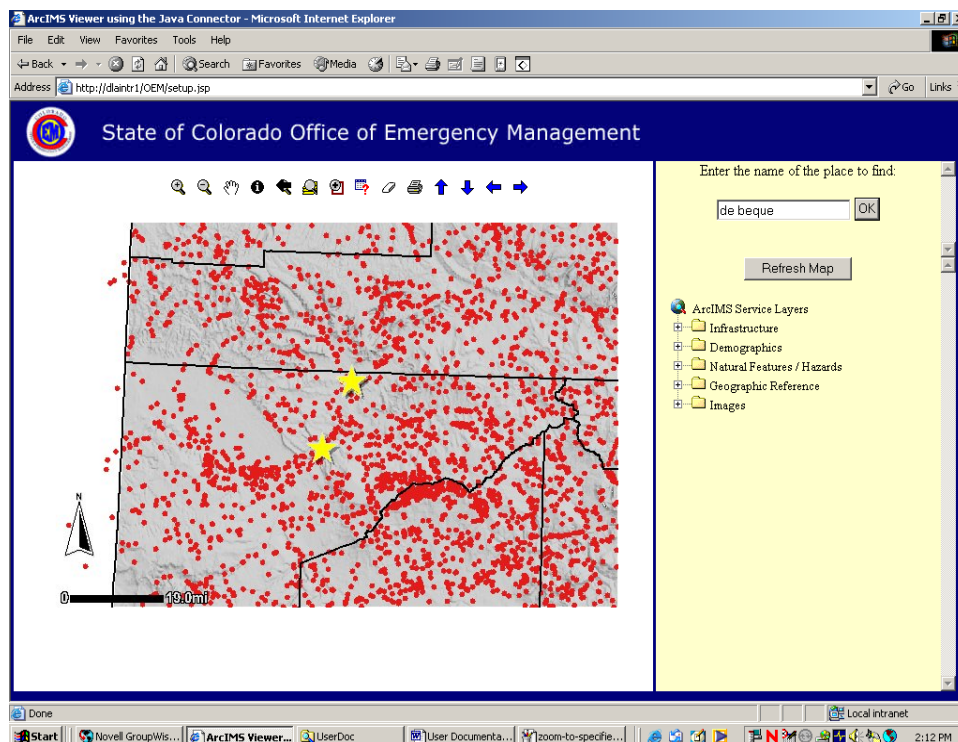 ArcIMS Viewer using the Java Connector - Microsoft Internet Explorer
File Edit View Favorites Tools Help
Back Search Favorites Media
Address http://dlaintr1/OEM/setup.jsp Go Links
State of Colorado Office of Emergency Management
Enter the name of the place to find:
de beque OK
Refresh Map
ArcIMS Service Layers
Infrastructure
Demographics
Natural Features / Hazards
Geographic Reference
Images
N
0 19.0mi
Done Local intranet
Start Novell GroupWis... ArcIMS Viewer... UserDoc User Documenta... zoom-to-specifie... 2:12 PM